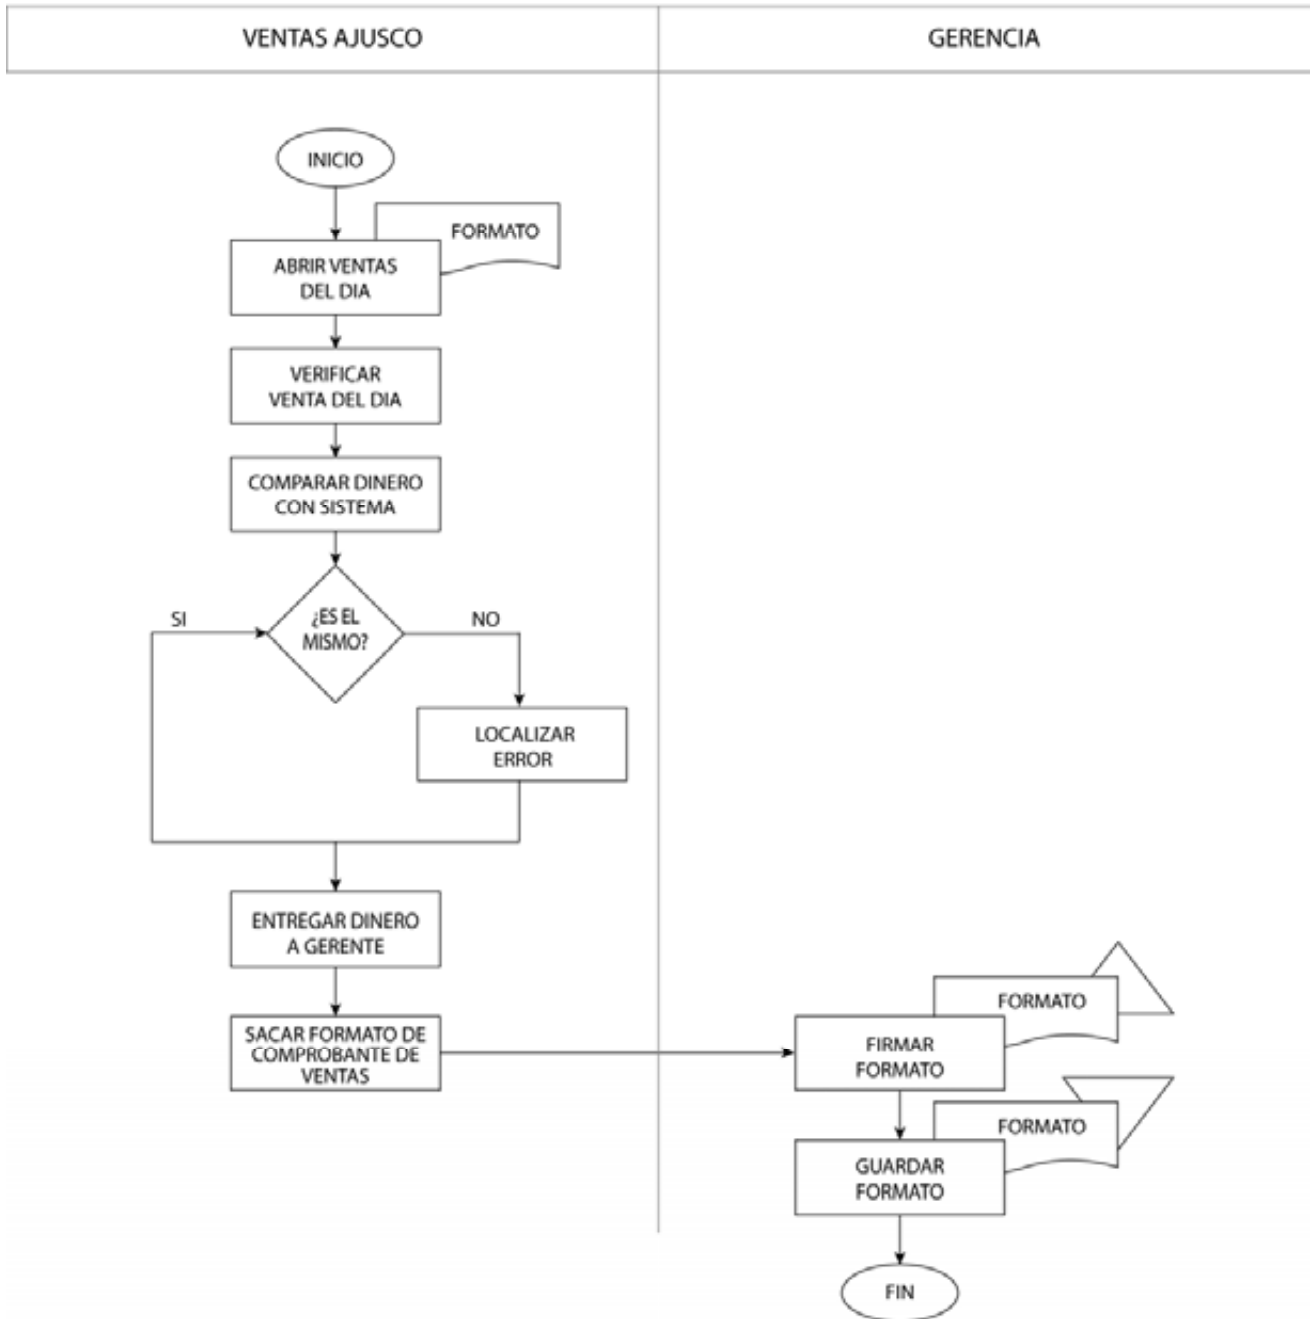 VENTAS AJUSCO
GERENCIA
INICIO
FORMATO
ABRIR VENTAS
DEL DIA
VERIFICAR
VENTA DEL DIA
COMPARAR DINERO
CON SISTEMA
SI
¿ES EL
MISMO?
NO
LOCALIZAR
ERROR
ENTREGAR DINERO
A GERENTE
SACAR FORMATO DE
COMPROBANTE DE
VENTAS
FORMATO
FIRMAR
FORMATO
FORMATO
GUARDAR
FORMATO
FIN